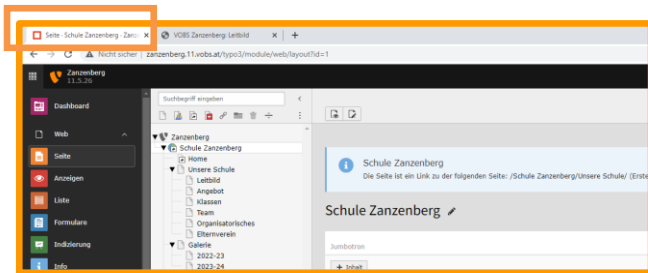 Seite - Schule Zanzenberg - Zanz
VOBS Zanzenberg: Leitbild
Nicht sicher | zanzenberg.11.vobs.at/typo3/module/web/layout?id=1
Zanzenberg
11.5.26
Suchbegriff eingeben
Dashboard
Web
Seite
Anzeigen
Liste
Formulare
Indizierung
Info
Zanzenberg
Schule Zanzenberg
Home
Unsere Schule
Leitbild
Angebot
Klassen
Team
Organisatorisches
Elternverein
Galerie
2022-23
2023-24
Schule Zanzenberg
Die Seite ist ein Link zu der folgenden Seite: /Schule Zanzenberg/Unsere Schule/ (Erste
Schule Zanzenberg
Jumbotron
+ Inhalt